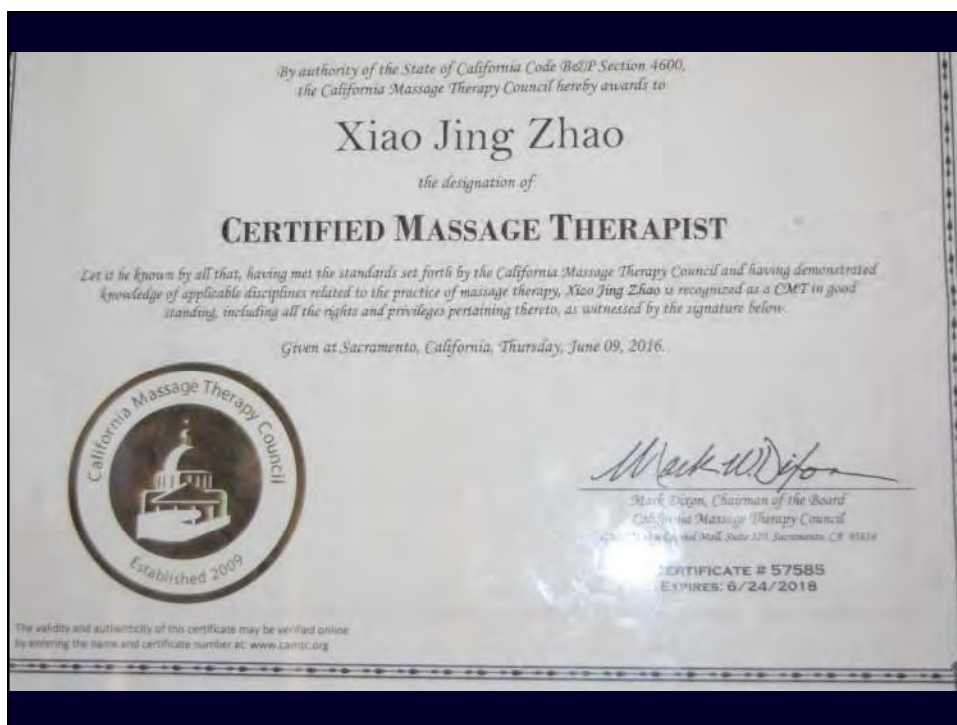 By authority of the State of California Code B&P Section 4600,
the California Massage Therapy Council hereby awards to
Xiao Jing Zhao
the designation of
CERTIFIED MASSAGE THERAPIST
Let it be known by all that, having met the standards set forth by the California Massage Therapy Council and having demonstrated
knowledge of applicable disciplines related to the practice of massage therapy, Xiao Jing Zhao is recognized as a CMT in good
standing, including all the rights and privileges pertaining thereto, as witnessed by the signature below.
Given at Sacramento, California, Thursday, June 09, 2016.
California Massage Therapy Council
Established 2009
Mark W. Dixon
Mark Dixon, Chairman of the Board
California Massage Therapy Council
Mall, Suite 320, Sacramento, CA
CERTIFICATE # 57585
EXPIRES: 6/24/2018
The validity and authenticity of this certificate may be verified online
by entering the name and certificate number at: www.camtc.org